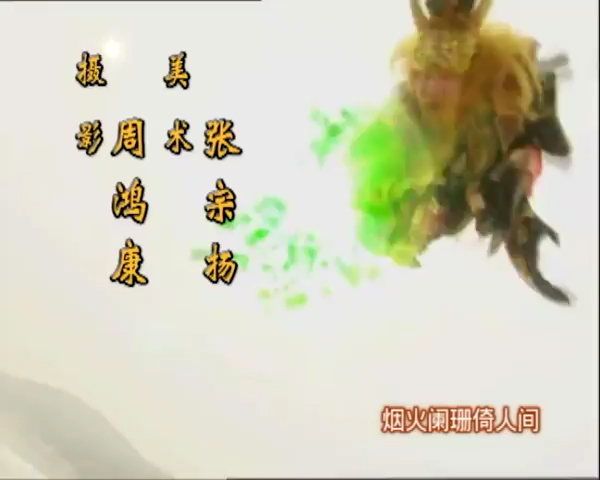 美术
张宗扬
摄影
周鸿康
烟火阑珊倚人间